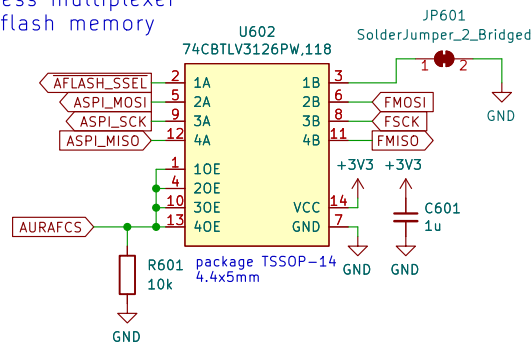 ess multiplexer
flash memory
JP601
SolderJumper_2_Bridged
1 2
GND
U602
74CBTLV3126PW,118
AFLASH_SSEL 2 1A 1B 3
ASPI_MOSI 5 2A 2B 6 FMOSI
ASPI_SCK 9 3A 3B 8 FSCK
ASPI_MISO 12 4A 4B 11 FMISO
1 1OE
4 2OE
10 3OE VCC 14 +3V3 +3V3
AURAFCS 13 4OE GND 7
C601
1u
GND GND
package TSSOP-14
4.4x5mm
R601
10k
GND